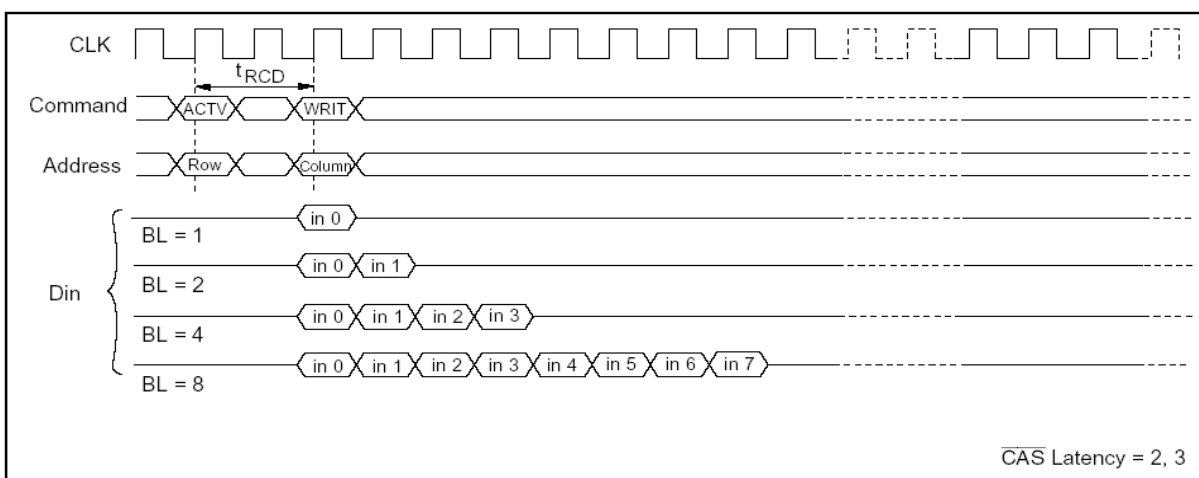 CLK
tRCD
Command ACTV WRIT
Address Row Column
in 0
BL = 1
in 0 in 1
BL = 2
Din
in 0 in 1 in 2 in 3
BL = 4
in 0 in 1 in 2 in 3 in 4 in 5 in 6 in 7
BL = 8
CAS Latency = 2, 3